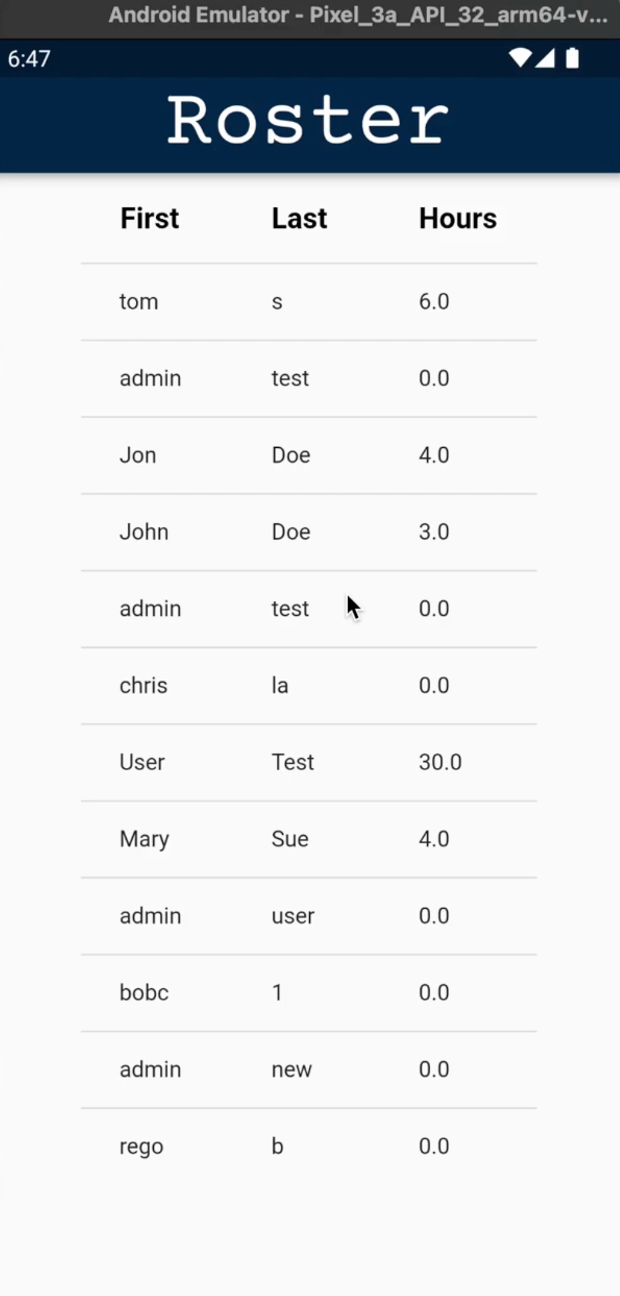 Android Emulator - Pixel_3a_API_32_arm64-v...
6:47
Roster
First Last Hours
tom s 6.0
admin test 0.0
Jon Doe 4.0
John Doe 3.0
admin test 0.0
chris la 0.0
User Test 30.0
Mary Sue 4.0
admin user 0.0
bobc 1 0.0
admin new 0.0
rego b 0.0